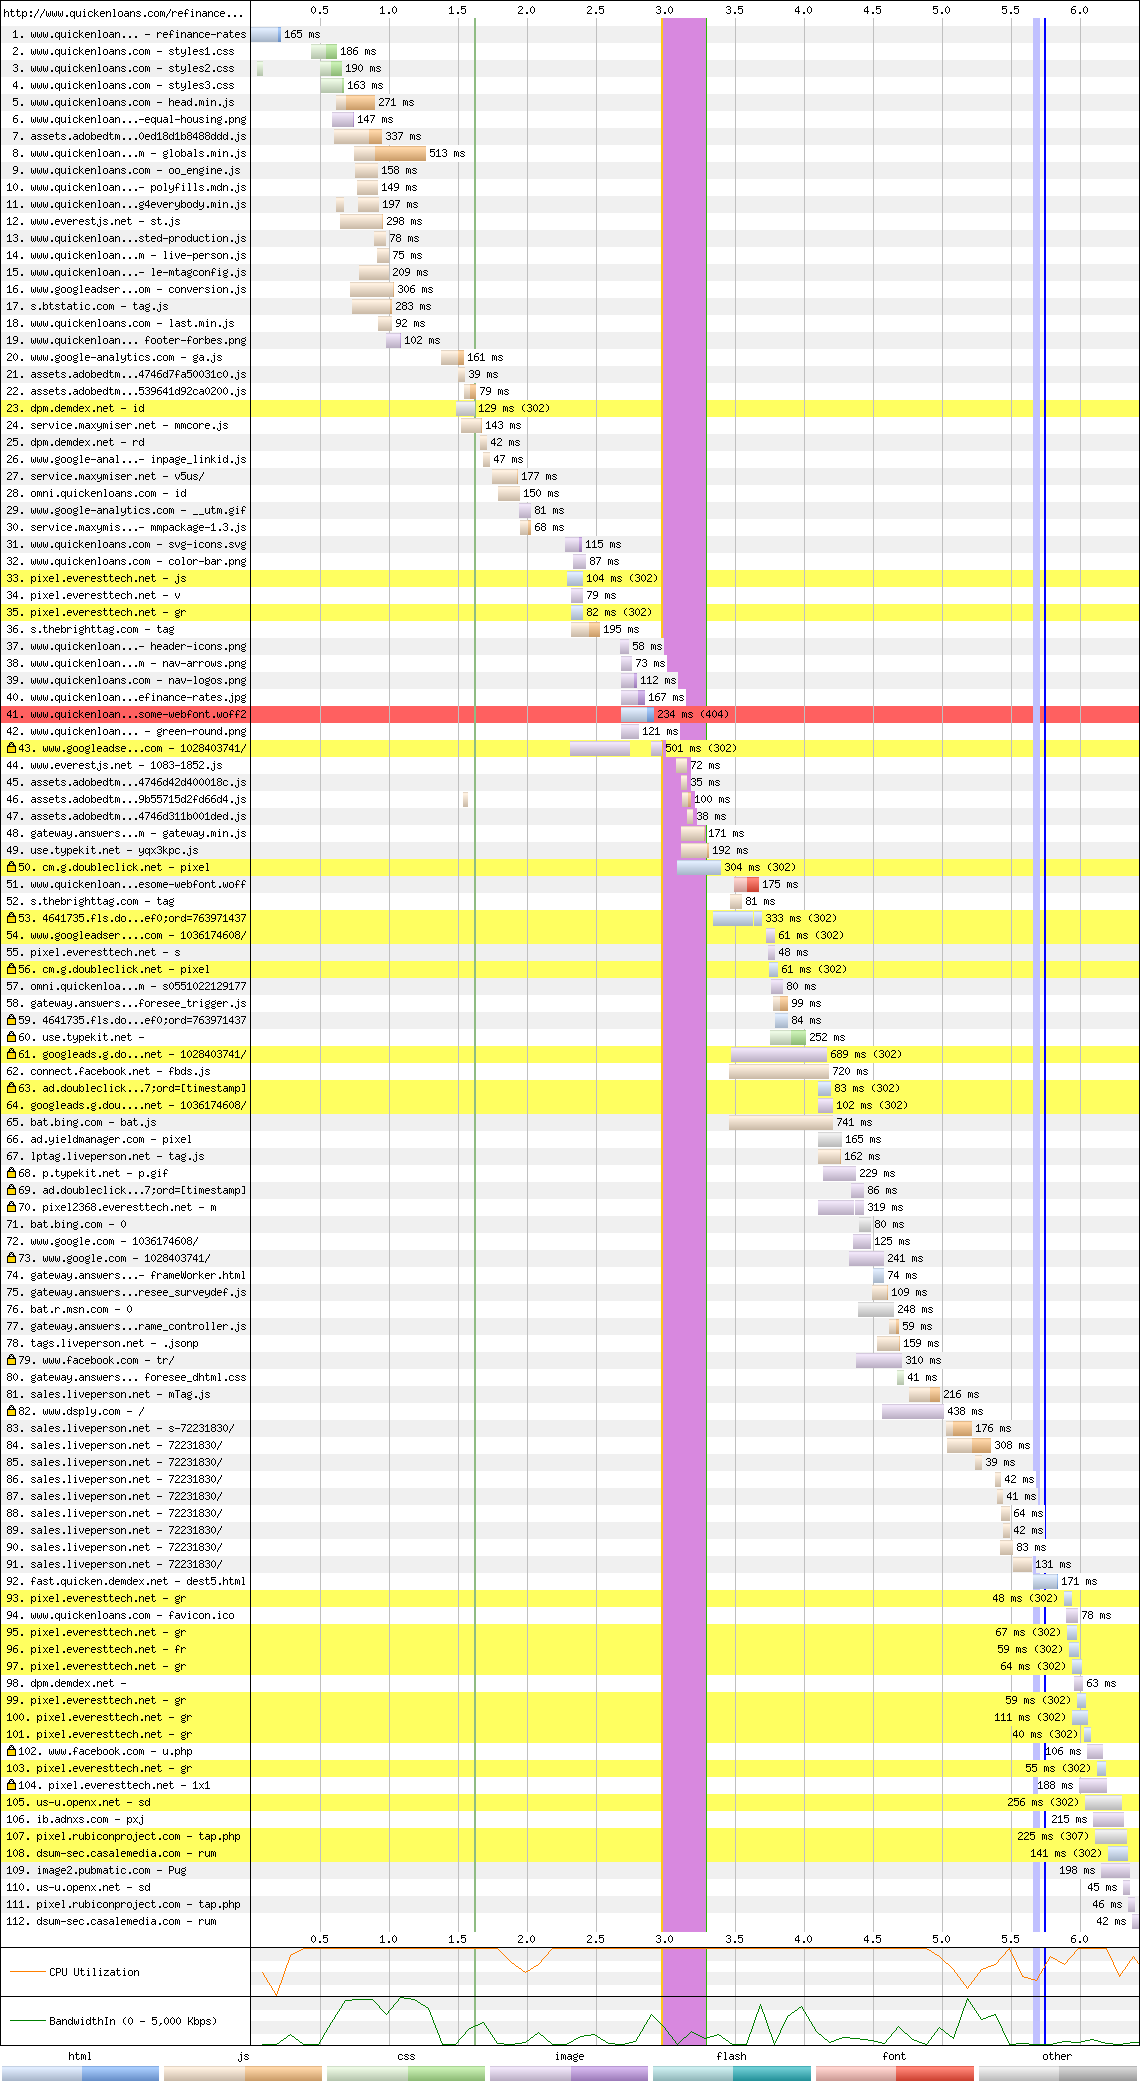 http://www.quickenloans.com/refinance... 0.5 1.0 1.5 2.0 2.5 3.0 3.5 4.0 4.5 5.0 5.5 6.0
1. www.quickenloan... - refinance-rates 165 ms
2. www.quickenloans.com - styles1.css 186 ms
3. www.quickenloans.com - styles2.css 190 ms
4. www.quickenloans.com - styles3.css 163 ms
5. www.quickenloans.com - head.min.js 271 ms
6. www.quickenloan...-equal-housing.png 147 ms
7. assets.adobedtm...0ed18d1b8488ddd.js 337 ms
8. www.quickenloan...m - globals.min.js 513 ms
9. www.quickenloans.com - oo_engine.js 158 ms
10. www.quickenloan...- polyfills.mdn.js 149 ms
11. www.quickenloan...g4everybody.min.js 197 ms
12. www.everestjs.net - st.js 298 ms
13. www.quickenloan...sted-production.js 78 ms
14. www.quickenloan...m - live-person.js 75 ms
15. www.quickenloan...- le-mtagconfig.js 209 ms
16. www.googleadser...om - conversion.js 306 ms
17. s.btstatic.com - tag.js 283 ms
18. www.quickenloans.com - last.min.js 92 ms
19. www.quickenloan... footer-forbes.png 102 ms
20. www.google-analytics.com - ga.js 161 ms
21. assets.adobedtm...4746d7fa50031c0.js 39 ms
22. assets.adobedtm...539641d92ca0200.js 79 ms
23. dpm.demdex.net - id 129 ms (302)
24. service.maxymiser.net - mmcore.js 143 ms
25. dpm.demdex.net - rd 42 ms
26. www.google-anal...- inpage_linkid.js 47 ms
27. service.maxymiser.net - v5us/ 177 ms
28. omni.quickenloans.com - id 150 ms
29. www.google-analytics.com - __utm.gif 81 ms
30. service.maxymis...- mmpackage-1.3.js 68 ms
31. www.quickenloans.com - svg-icons.svg 115 ms
32. www.quickenloans.com - color-bar.png 87 ms
33. pixel.everesttech.net - js 104 ms (302)
34. pixel.everesttech.net - v 79 ms
35. pixel.everesttech.net - gr 82 ms (302)
36. s.thebrighttag.com - tag 195 ms
37. www.quickenloan...- header-icons.png 58 ms
38. www.quickenloan...m - nav-arrows.png 73 ms
39. www.quickenloans.com - nav-logos.png 112 ms
40. www.quickenloan...efinance-rates.jpg 167 ms
41. www.quickenloan...some-webfont.woff2 234 ms (404)
42. www.quickenloan...- green-round.png 121 ms
43. www.googleadse...com - 1028403741/ 501 ms (302)
44. www.everestjs.net - 1083-1852.js 72 ms
45. assets.adobedtm...4746d42d400018c.js 35 ms
46. assets.adobedtm...9b55715d2fd66d4.js 100 ms
47. assets.adobedtm...4746d311b001ded.js 38 ms
48. gateway.answers...m - gateway.min.js 171 ms
49. use.typekit.net - yqx3kpc.js 192 ms
50. cm.g.doubleclick.net - pixel 304 ms (302)
51. www.quickenloan...esome-webfont.woff 175 ms
52. s.thebrighttag.com - tag 81 ms
53. 4641735.fls.do...ef0;ord=763971437 333 ms (302)
54. www.googleadser....com - 1036174608/ 61 ms (302)
55. pixel.everesttech.net - s 48 ms
56. cm.g.doubleclick.net - pixel 61 ms (302)
57. omni.quickenloa...m - s0551022129177 80 ms
58. gateway.answers...foresee_trigger.js 99 ms
59. 4641735.fls.do...ef0;ord=763971437 84 ms
60. use.typekit.net - 252 ms
61. googleads.g.do...net - 1028403741/ 689 ms (302)
62. connect.facebook.net - fbds.js 720 ms
63. ad.doubleclick...7;ord=[timestamp] 83 ms (302)
64. googleads.g.dou....net - 1036174608/ 102 ms (302)
65. bat.bing.com - bat.js 741 ms
66. ad.yieldmanager.com - pixel 165 ms
67. lptag.liveperson.net - tag.js 162 ms
68. p.typekit.net - p.gif 229 ms
69. ad.doubleclick...7;ord=[timestamp] 86 ms
70. pixel2368.everesttech.net - m 319 ms
71. bat.bing.com - 0 80 ms
72. www.google.com - 1036174608/ 125 ms
73. www.google.com - 1028403741/ 241 ms
74. gateway.answers...- frameWorker.html 74 ms
75. gateway.answers...resee_surveydef.js 109 ms
76. bat.r.msn.com - 0 248 ms
77. gateway.answers...rame_controller.js 59 ms
78. tags.liveperson.net - .jsonp 159 ms
79. www.facebook.com - tr/ 310 ms
80. gateway.answers... foresee_dhtml.css 41 ms
81. sales.liveperson.net - mTag.js 216 ms
82. www.dsply.com - / 438 ms
83. sales.liveperson.net - s-72231830/ 176 ms
84. sales.liveperson.net - 72231830/ 308 ms
85. sales.liveperson.net - 72231830/ 39 ms
86. sales.liveperson.net - 72231830/ 42 ms
87. sales.liveperson.net - 72231830/ 41 ms
88. sales.liveperson.net - 72231830/ 64 ms
89. sales.liveperson.net - 72231830/ 42 ms
90. sales.liveperson.net - 72231830/ 83 ms
91. sales.liveperson.net - 72231830/ 131 ms
92. fast.quicken.demdex.net - dest5.html 171 ms
93. pixel.everesttech.net - gr 48 ms (302)
94. www.quickenloans.com - favicon.ico 78 ms
95. pixel.everesttech.net - gr 67 ms (302)
96. pixel.everesttech.net - fr 59 ms (302)
97. pixel.everesttech.net - gr 64 ms (302)
98. dpm.demdex.net - 63 ms
99. pixel.everesttech.net - gr 59 ms (302)
100. pixel.everesttech.net - gr 111 ms (302)
101. pixel.everesttech.net - gr 40 ms (302)
102. www.facebook.com - u.php 106 ms
103. pixel.everesttech.net - gr 55 ms (302)
104. pixel.everesttech.net - 1x1 188 ms
105. us-u.openx.net - sd 256 ms (302)
106. ib.adnxs.com - pxj 215 ms
107. pixel.rubiconproject.com - tap.php 225 ms (307)
108. dsum-sec.casalemedia.com - rum 141 ms (302)
109. image2.pubmatic.com - Pug 198 ms
110. us-u.openx.net - sd 45 ms
111. pixel.rubiconproject.com - tap.php 46 ms
112. dsum-sec.casalemedia.com - rum 42 ms
0.5 1.0 1.5 2.0 2.5 3.0 3.5 4.0 4.5 5.0 5.5 6.0
CPU Utilization
BandwidthIn (0 - 5,000 Kbps)
html js css image flash font other